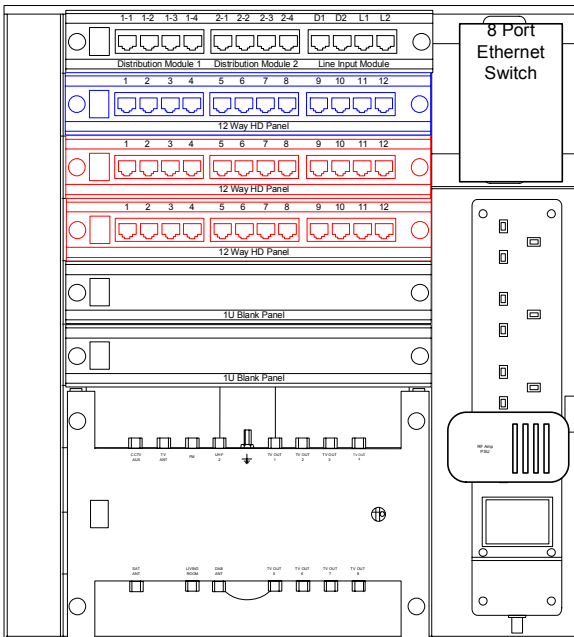 1-1 1-2 1-3 1-4 2-1 2-2 2-3 2-4 D1 D2 L1 L2
Distribution Module 1 Distribution Module 2 Line Input Module
8 Port
Ethernet
Switch
1 2 3 4 5 6 7 8 9 10 11 12
12 Way HD Panel
1 2 3 4 5 6 7 8 9 10 11 12
12 Way HD Panel
1 2 3 4 5 6 7 8 9 10 11 12
12 Way HD Panel
1U Blank Panel
1U Blank Panel
CCTV
AUX
TV
ANT
FM
UHF
2
TV OUT
1
TV OUT
2
TV OUT
3
TV OUT
4
RF Amp
PSU
SAT
ANT
LIVING
ROOM
DAB
ANT
TV OUT
5
TV OUT
6
TV OUT
7
TV OUT
8